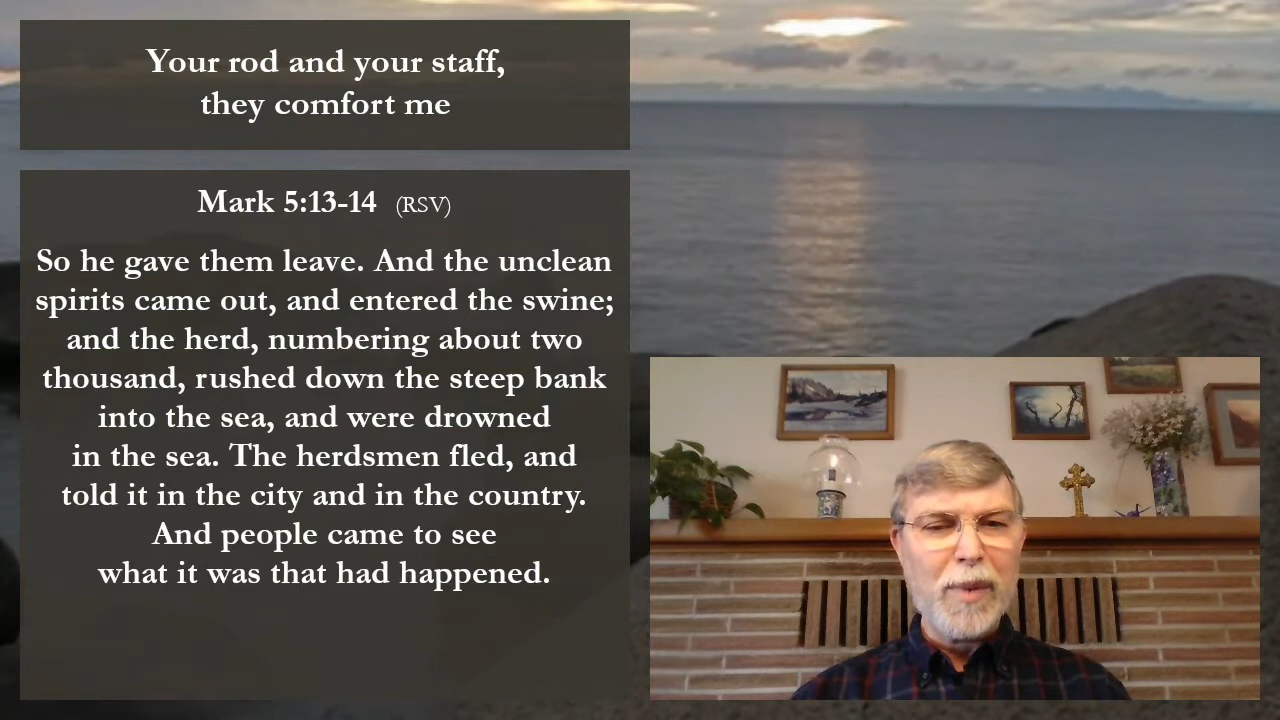 Your rod and your staff,
they comfort me
Mark 5:13-14 (RSV)
So he gave them leave. And the unclean
spirits came out, and entered the swine;
and the herd, numbering about two
thousand, rushed down the steep bank
into the sea, and were drowned
in the sea. The herdsmen fled, and
told it in the city and in the country.
And people came to see
what it was that had happened.